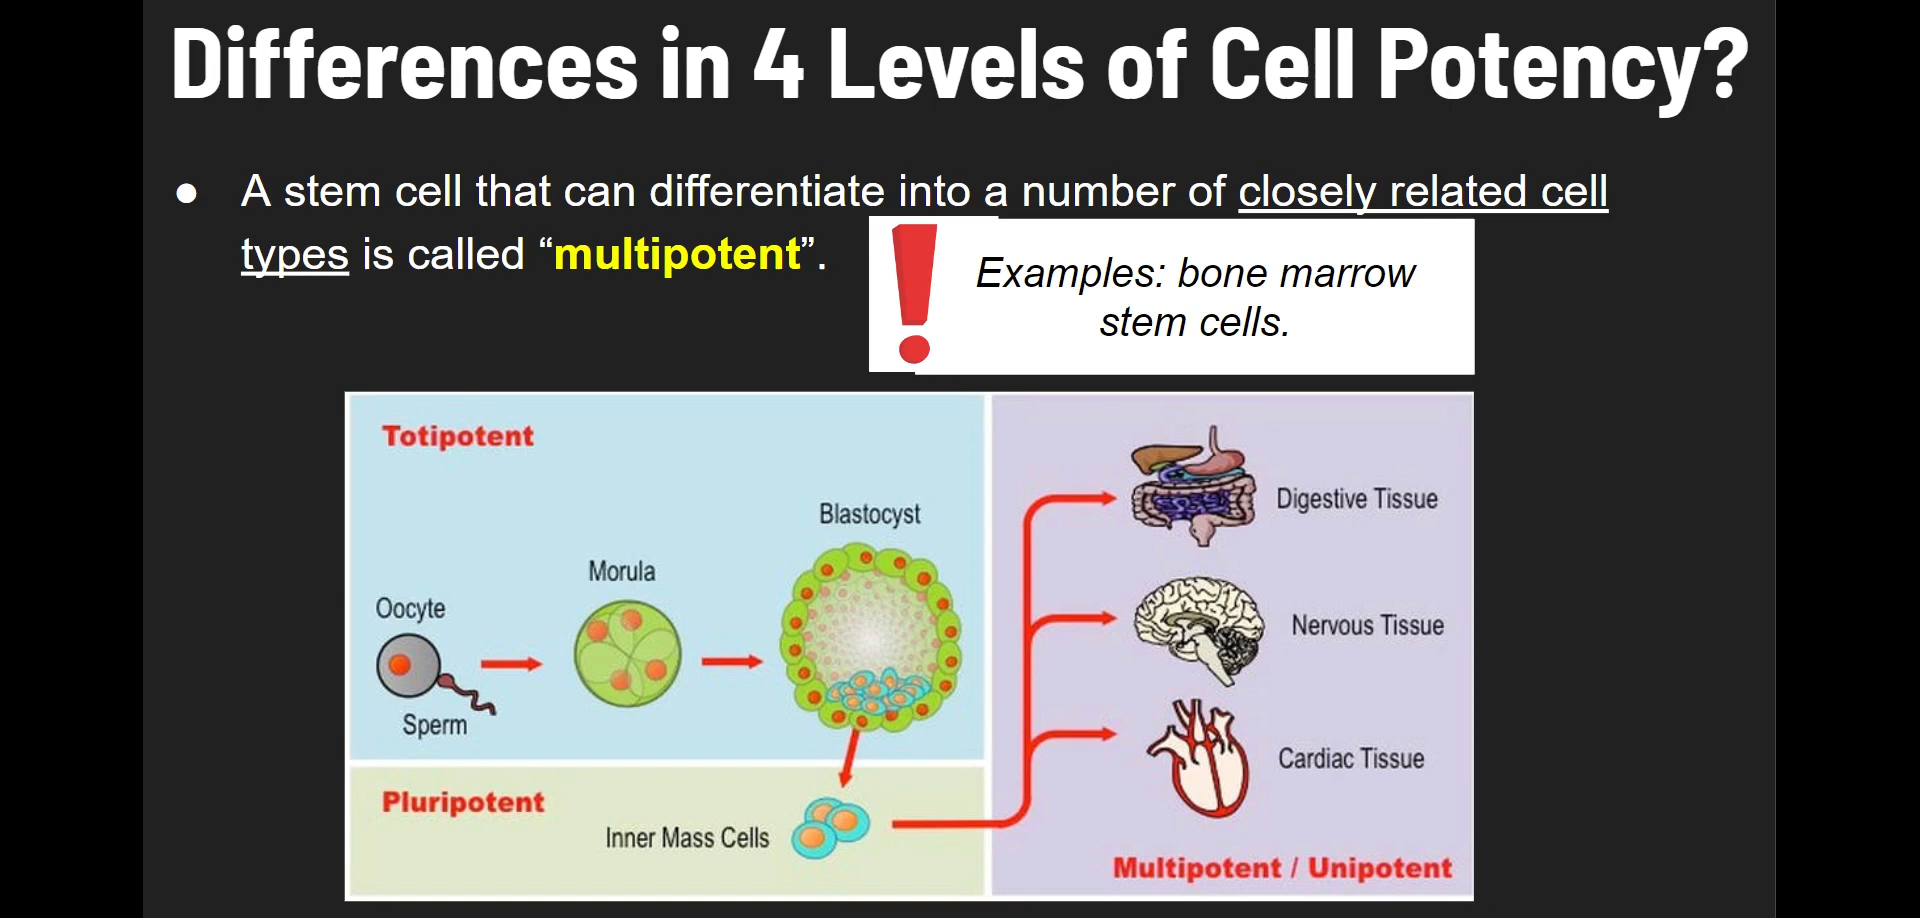 Differences in 4 Levels of Cell Potency?
● A stem cell that can differentiate into a number of closely related cell
types is called “multipotent”.
Examples: bone marrow
stem cells.
Totipotent
Oocyte
Sperm
Morula
Blastocyst
Pluripotent
Inner Mass Cells
Digestive Tissue
Nervous Tissue
Cardiac Tissue
Multipotent / Unipotent